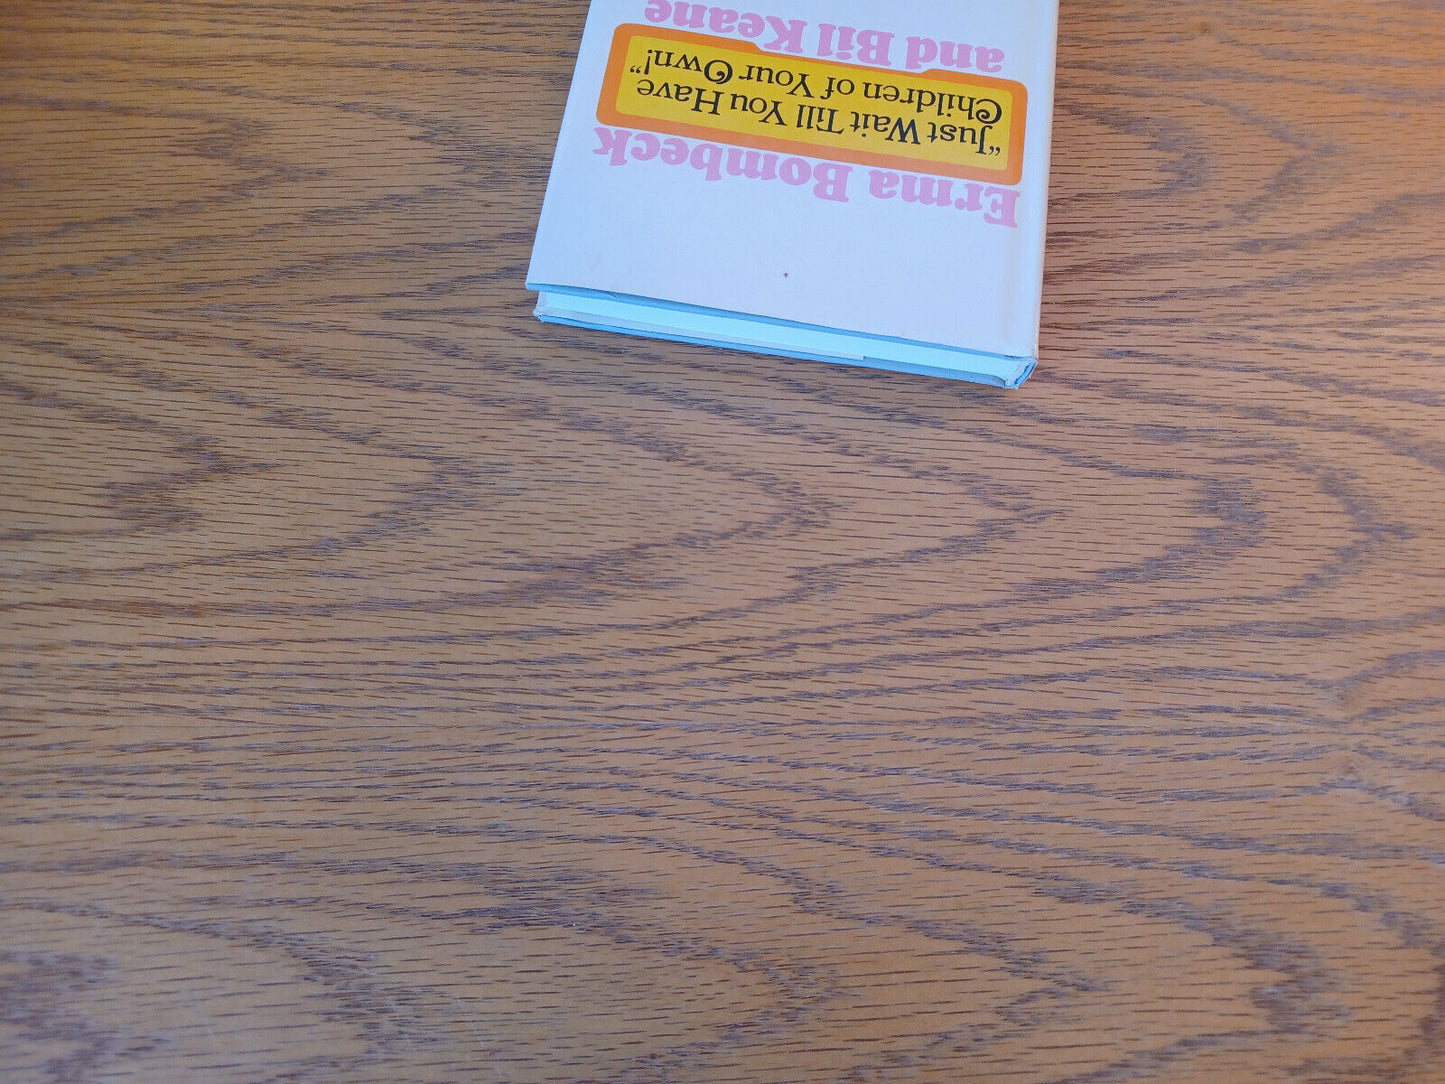 Erma Bombeck
"Just Wait Till You Have
Children of Your Own!"
and Bil Keane